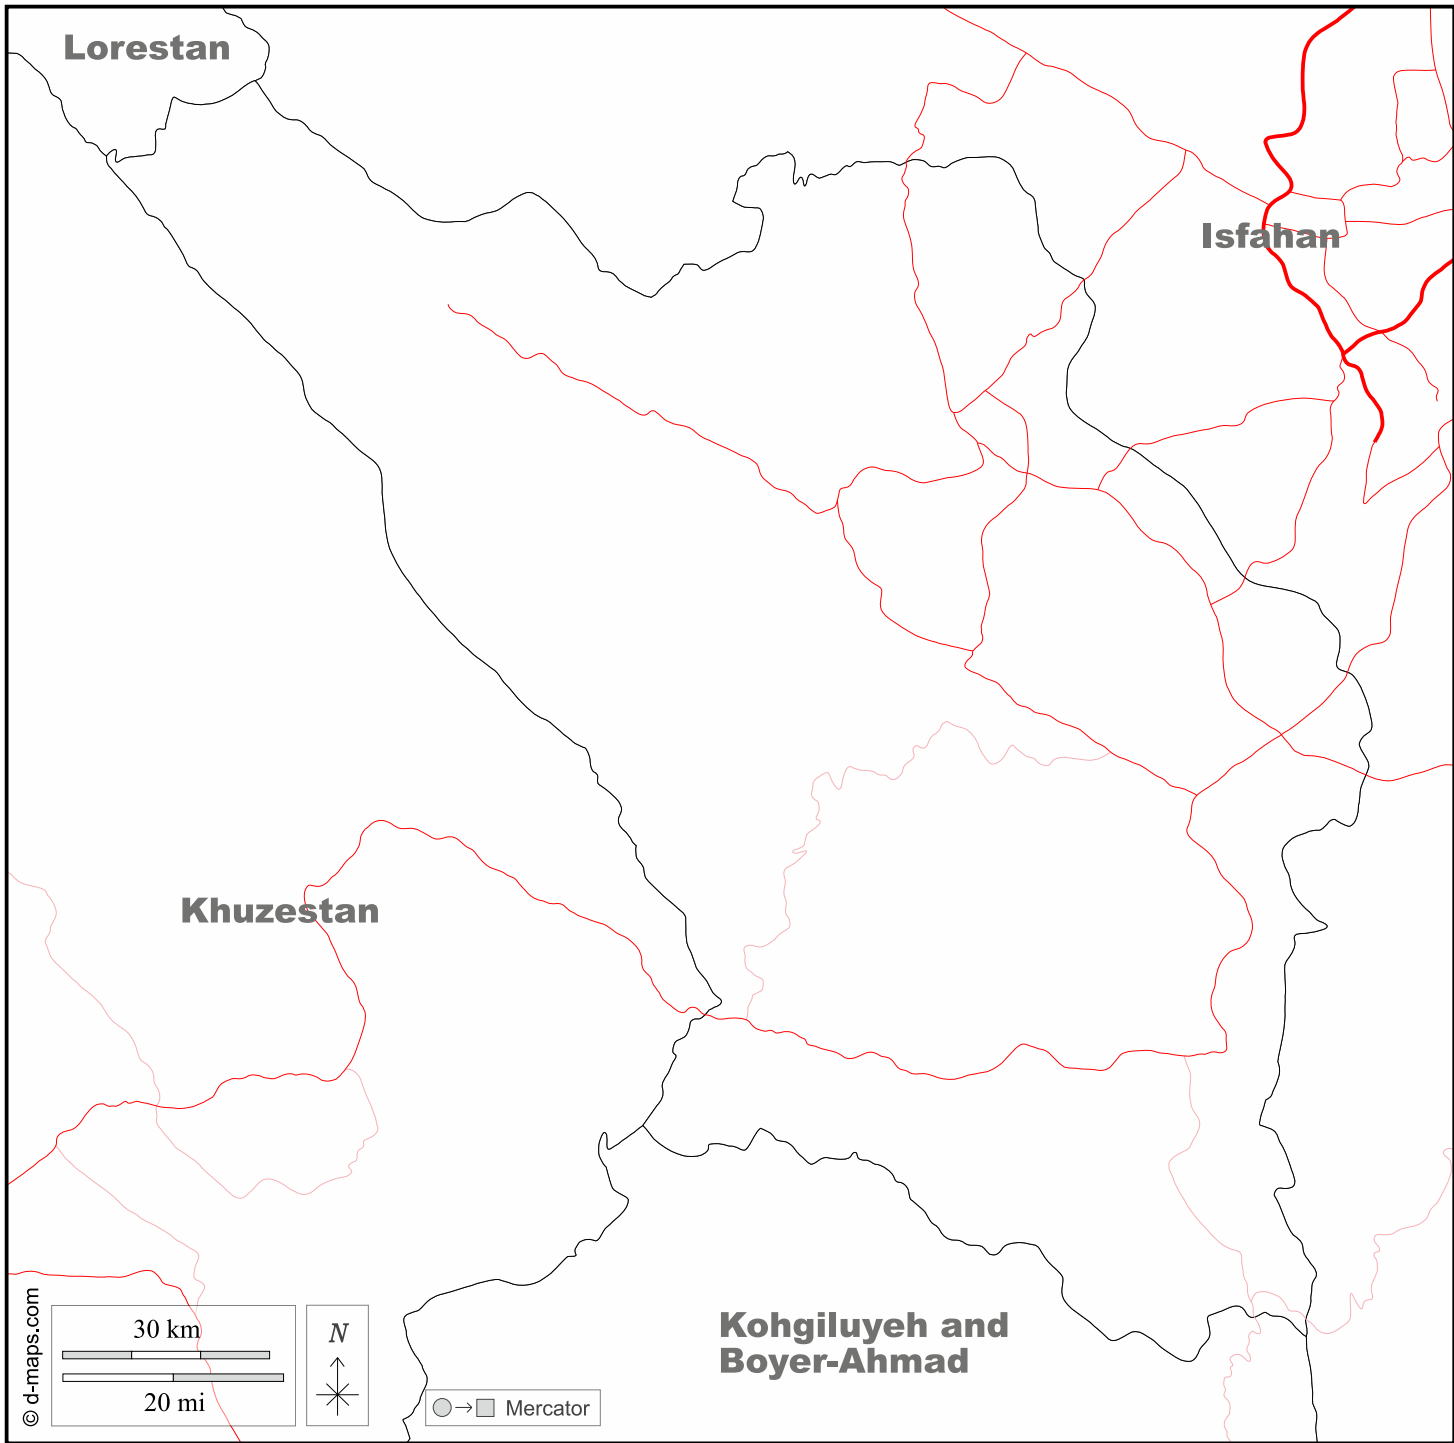 Lorestan
Isfahan
Khuzestan
Kohgiluyeh and
Boyer-Ahmad
© d-maps.com
30 km
20 mi
N
Mercator